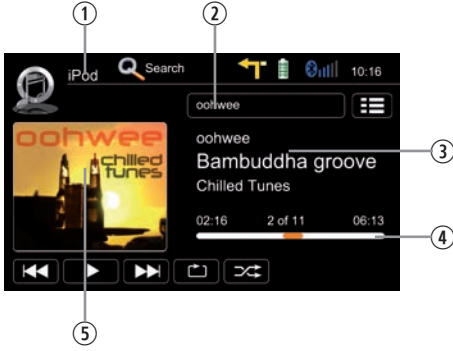 ① ②
iPod Search 10:16
oohwee
oohwee
chilled
tunes
oohwee
Bambuddha groove
Chilled Tunes
③
02:16 2 of 11 06:13
④
⑤